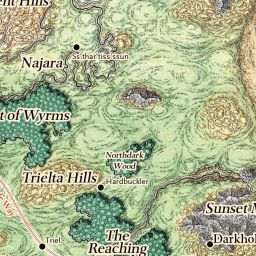 ent Hills
Ss'thar'tiss'ssun
Najara
t of Wyrms
Northdark
Wood
Trielta Hills
Hardbuckler
Sunset M
Way
Triel
The
Reaching
Darkhol